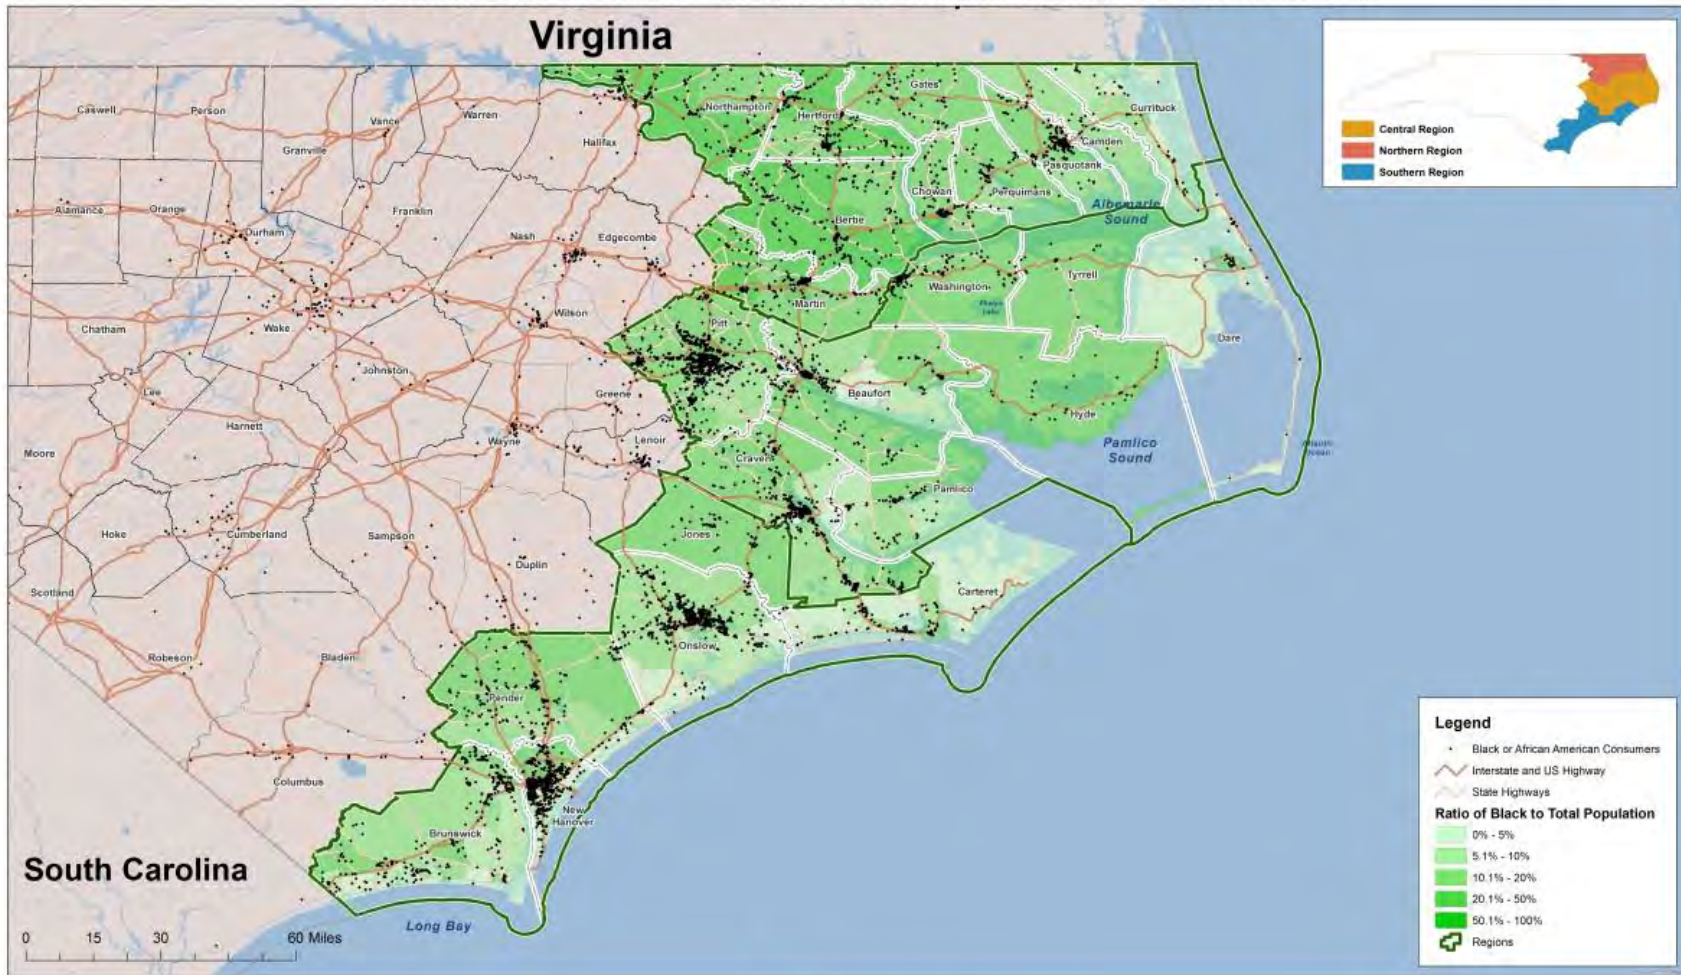 Virginia
Caswell
Person
Vance
Warren
Granville
Halifax
Northampton
Hertford
Gates
Currituck
Camden
Pasquotank
Perquimans
Chowan
Albemarle
Sound
Alamance
Orange
Durham
Franklin
Nash
Edgecombe
Bertie
Martin
Washington
Tyrrell
Chatham
Wake
Wilson
Pitt
Dare
Johnston
Lee
Greene
Beaufort
Hyde
Harnett
Wayne
Lenoir
Craven
Pamlico
Sound
Moore
Pamlico
Hoke
Cumberland
Sampson
Jones
Duplin
Scotland
Carteret
Robeson
Bladen
Onslow
Pender
Columbus
New
Hanover
Brunswick
South Carolina
Long Bay
0 15 30 60 Miles
Central Region
Northern Region
Southern Region
Legend
Black or African American Consumers
Interstate and US Highway
State Highways
Ratio of Black to Total Population
0% - 5%
5.1% - 10%
10.1% - 20%
20.1% - 50%
50.1% - 100%
Regions